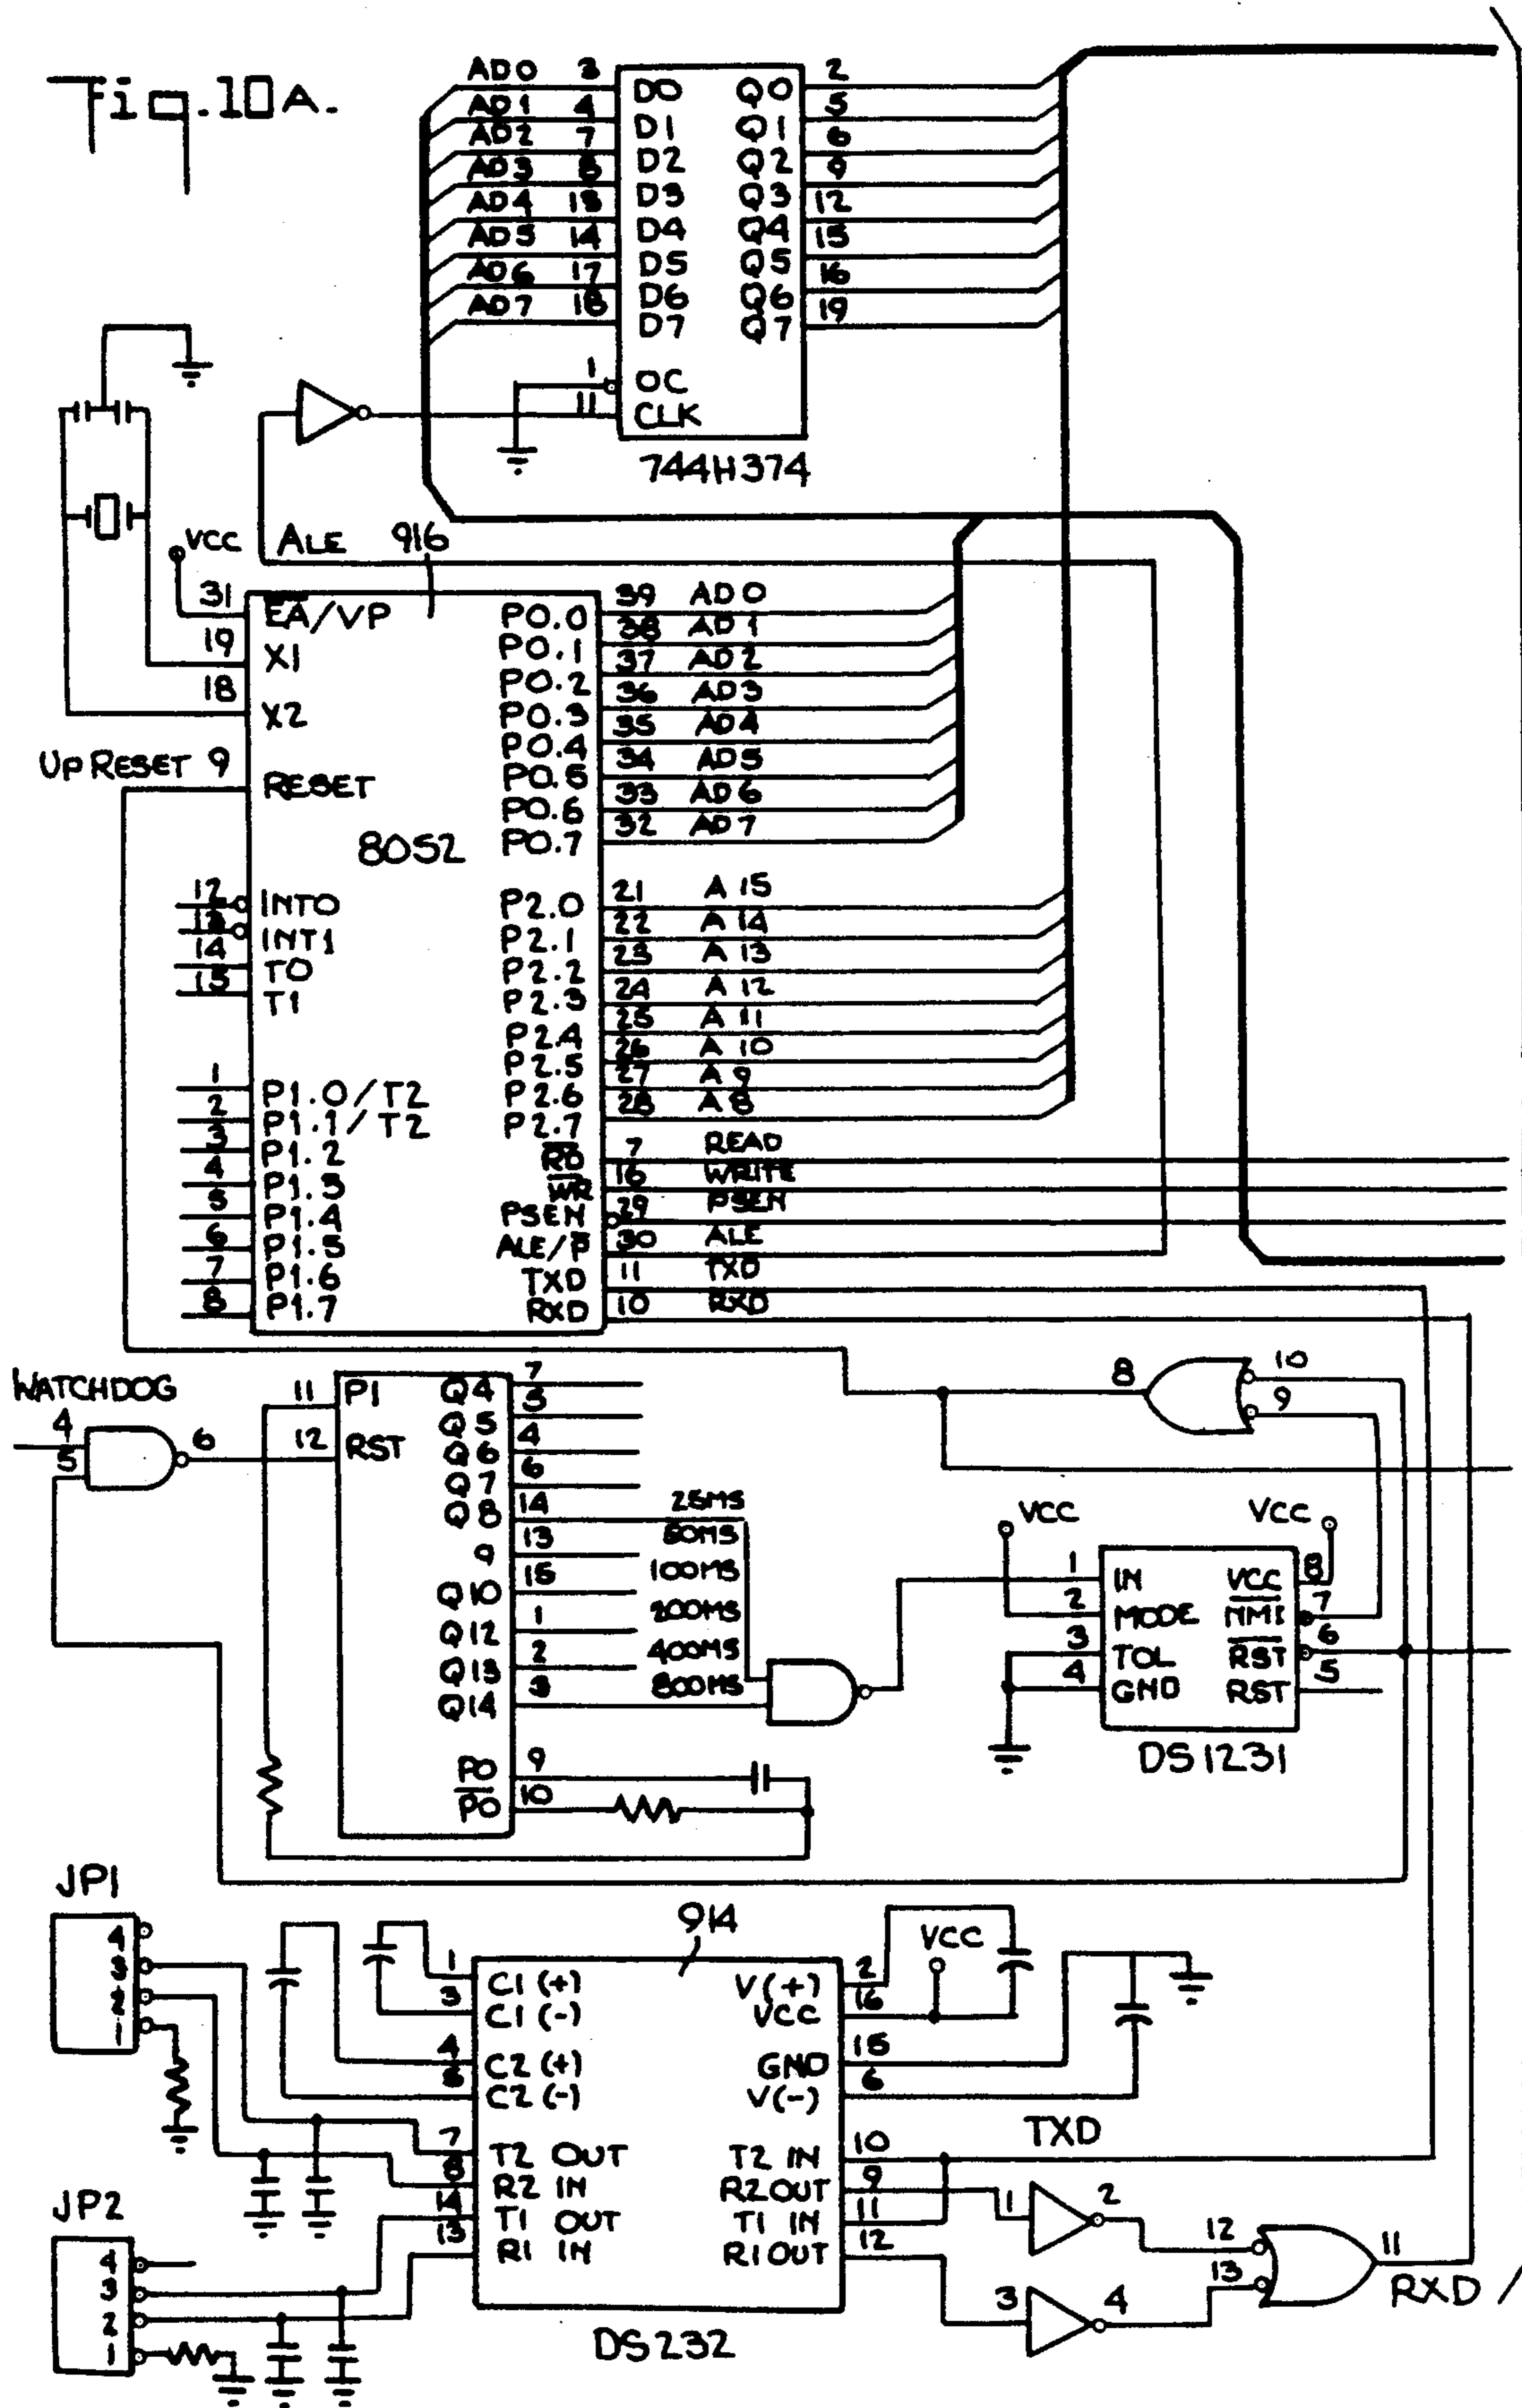 Fig.10A.
AD0 3 D0 Q0 2
AD1 4 D1 Q1 5
AD2 7 D2 Q2 6
AD3 8 D3 Q3 9
AD4 13 D4 Q4 12
AD5 14 D5 Q5 15
AD6 17 D6 Q6 16
AD7 18 D7 Q7 19
1 OC
11 CLK
744H374
VCC ALE 916
31 EA/VP P0.0 39 AD0
19 X1 P0.1 38 AD1
18 X2 P0.2 37 AD2
P0.3 36 AD3
P0.4 35 AD4
UP RESET 9 RESET P0.5 34 AD5
P0.6 33 AD6
8052 P0.7 32 AD7
12 INT0 P2.0 21 A15
13 INT1 P2.1 22 A14
14 T0 P2.2 23 A13
15 T1 P2.3 24 A12
P2.4 25 A11
P2.5 26 A10
1 P1.0/T2 P2.6 27 A9
2 P1.1/T2 P2.7 28 A8
3 P1.2 RD 7 READ
4 P1.3 WR 16 WRITE
5 P1.4 PSEN 29 PSEN
6 P1.5 ALE/P 30 ALE
7 P1.6 TXD 11 TXD
8 P1.7 RXD 10 RXD
WATCHDOG
4
5 6
11 PI Q4 7
12 RST Q5 5
Q6 4
Q7 6
Q8 14 25MS
9 13 50MS
Q10 15 100MS
Q12 1 200MS
Q13 2 400MS
Q14 3 800MS
PO 9
PO 10
8 10
9
VCC VCC
1 IN VCC 8
2 MODE NMI 7
3 TOL RST 6
4 GND RST 5
DS1231
JP1
4
3
2
1
914
VCC
1 C1(+) V(+) 2
3 C1(-) VCC 16
4 C2(+) GND 15
5 C2(-) V(-) 6
TXD
7 T2 OUT T2 IN 10
8 R2 IN R2OUT 9
14 T1 OUT T1 IN 11
13 R1 IN R1OUT 12
DS232
1 2
3 4
12
13 11
RXD
JP2
4
3
2
1